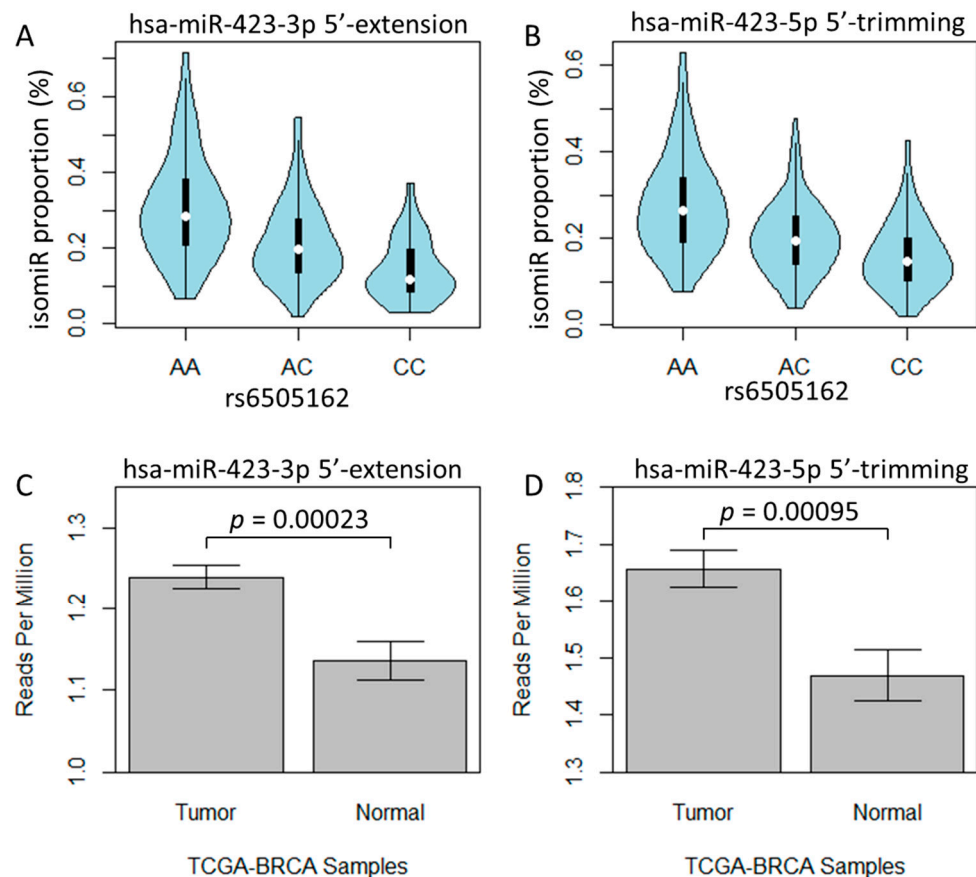 A
hsa-miR-423-3p 5’-extension
isomiR proportion (%)
0.6
0.4
0.2
0.0
AA
AC
CC
rs6505162
B
hsa-miR-423-5p 5’-trimming
isomiR proportion (%)
0.6
0.4
0.2
0.0
AA
AC
CC
rs6505162
C
hsa-miR-423-3p 5’-extension
p = 0.00023
Reads Per Million
1.3
1.2
1.1
1.0
Tumor
Normal
TCGA-BRCA Samples
D
hsa-miR-423-5p 5’-trimming
p = 0.00095
Reads Per Million
1.8
1.7
1.6
1.5
1.4
1.3
Tumor
Normal
TCGA-BRCA Samples